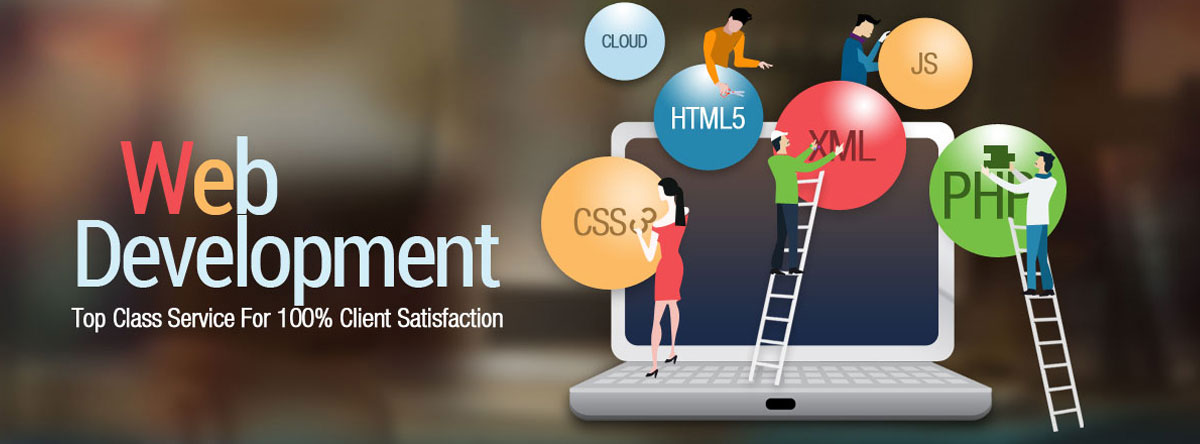 Web
Development
Top Class Service For 100% Client Satisfaction
CLOUD
HTML5
JS
XML
CSS3
PHP